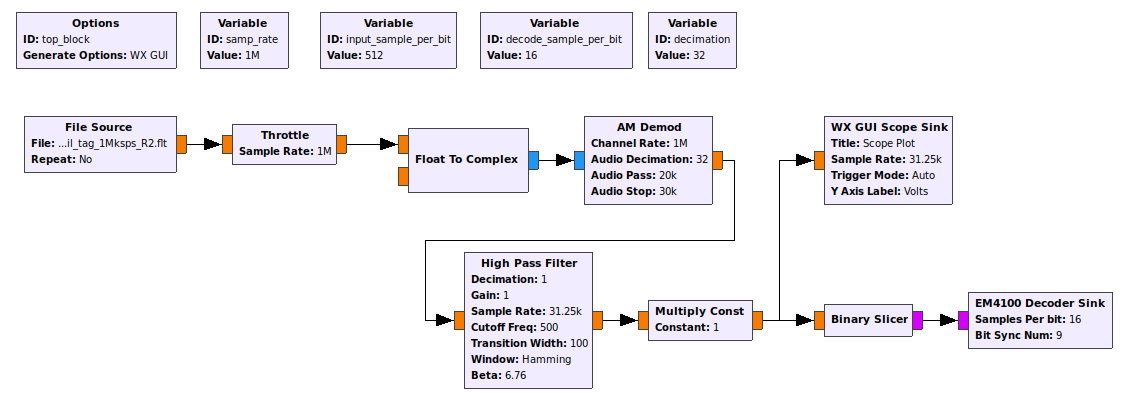 Options
ID: top_block
Generate Options: WX GUI
Variable
ID: samp_rate
Value: 1M
Variable
ID: input_sample_per_bit
Value: 512
Variable
ID: decode_sample_per_bit
Value: 16
Variable
ID: decimation
Value: 32
File Source
File: ...il_tag_1Mksps_R2.flt
Repeat: No
Throttle
Sample Rate: 1M
Float To Complex
AM Demod
Channel Rate: 1M
Audio Decimation: 32
Audio Pass: 20k
Audio Stop: 30k
WX GUI Scope Sink
Title: Scope Plot
Sample Rate: 31.25k
Trigger Mode: Auto
Y Axis Label: Volts
High Pass Filter
Decimation: 1
Gain: 1
Sample Rate: 31.25k
Cutoff Freq: 500
Transition Width: 100
Window: Hamming
Beta: 6.76
Multiply Const
Constant: 1
Binary Slicer
EM4100 Decoder Sink
Samples Per bit: 16
Bit Sync Num: 9